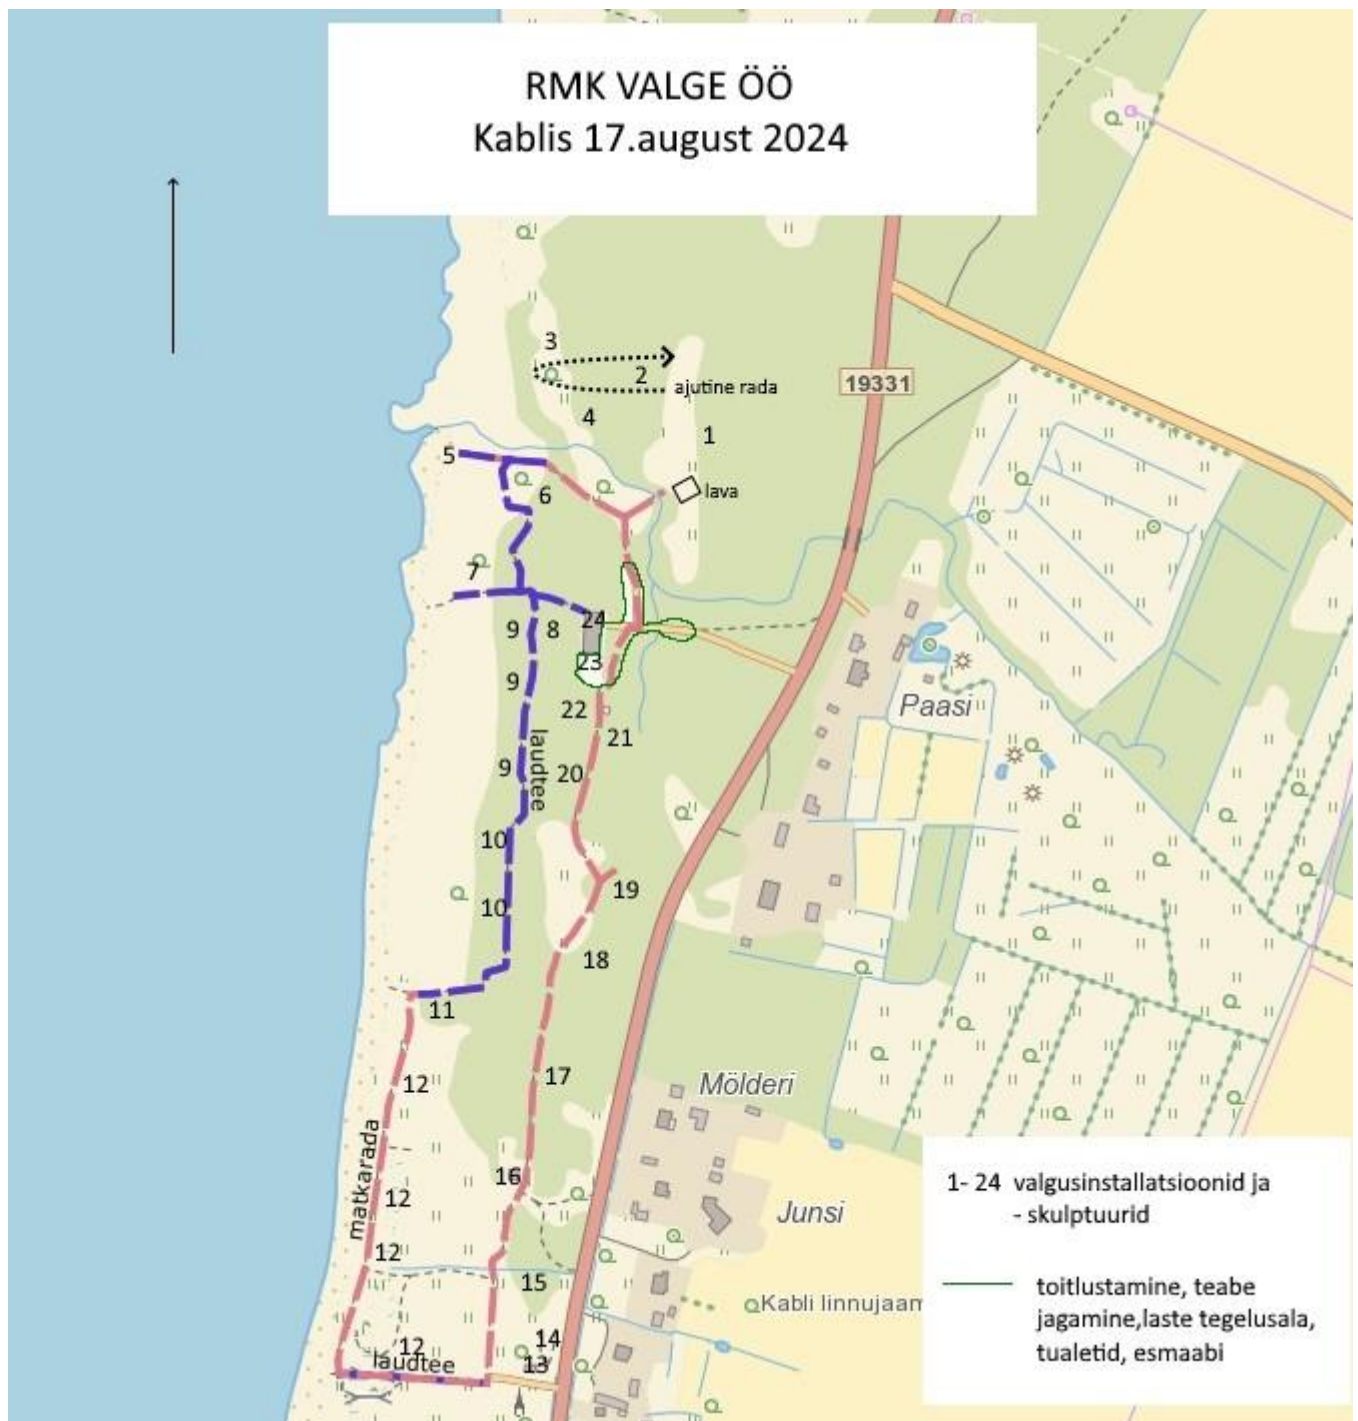 RMK VALGE ÖÖ
Kablis 17.august 2024
3
2
ajutine rada
19331
4
1
5
6
lava
7
9
8
24
23
9
22
21
Paasi
laudtee
9
20
10
19
10
18
11
17
12
Mölderi
matkarada
16
12
Junsi
12
15
Kabli linnujaam
14
12
laudtee
13
1- 24 valgusinstallatsioonid ja
- skulptuurid
toitlustamine, teabe
jagamine,laste tegelusala,
tualetid, esmaabi